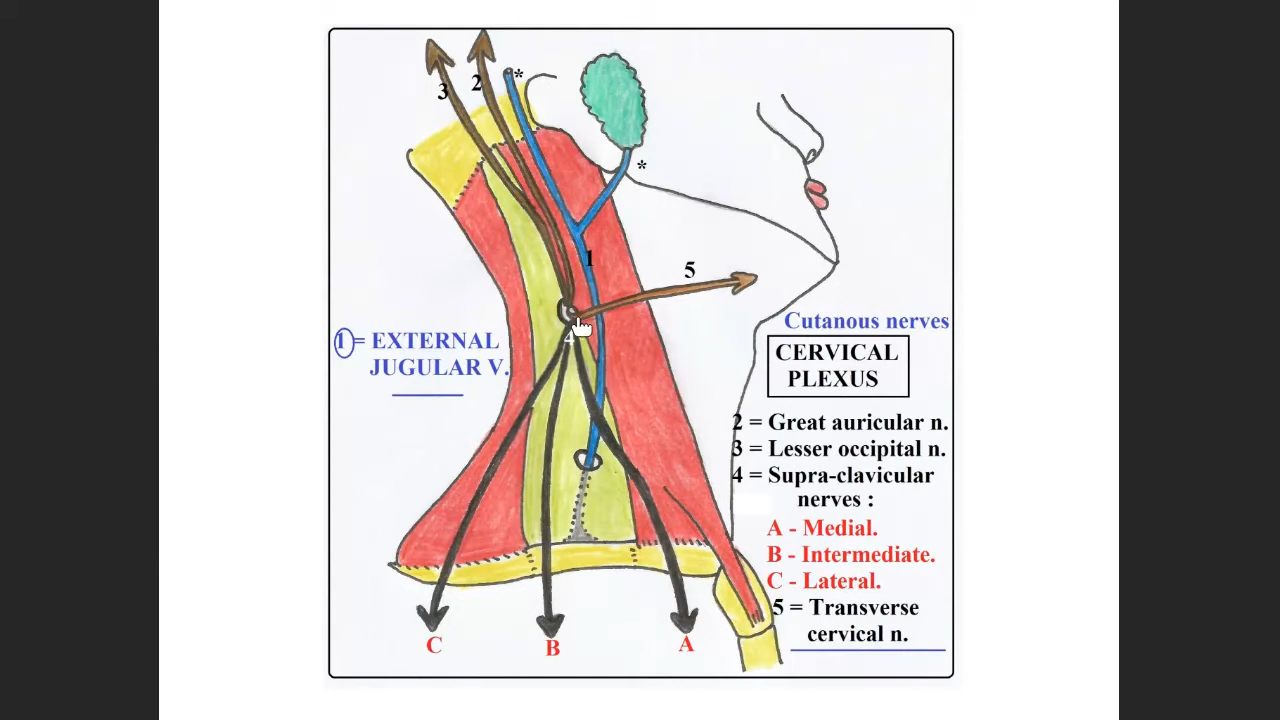 3
2
*
*
1
5
4
1 = EXTERNAL
JUGULAR V.
Cutanous nerves
CERVICAL
PLEXUS
2 = Great auricular n.
3 = Lesser occipital n.
4 = Supra-clavicular
nerves :
A - Medial.
B - Intermediate.
C - Lateral.
5 = Transverse
cervical n.
C
B
A